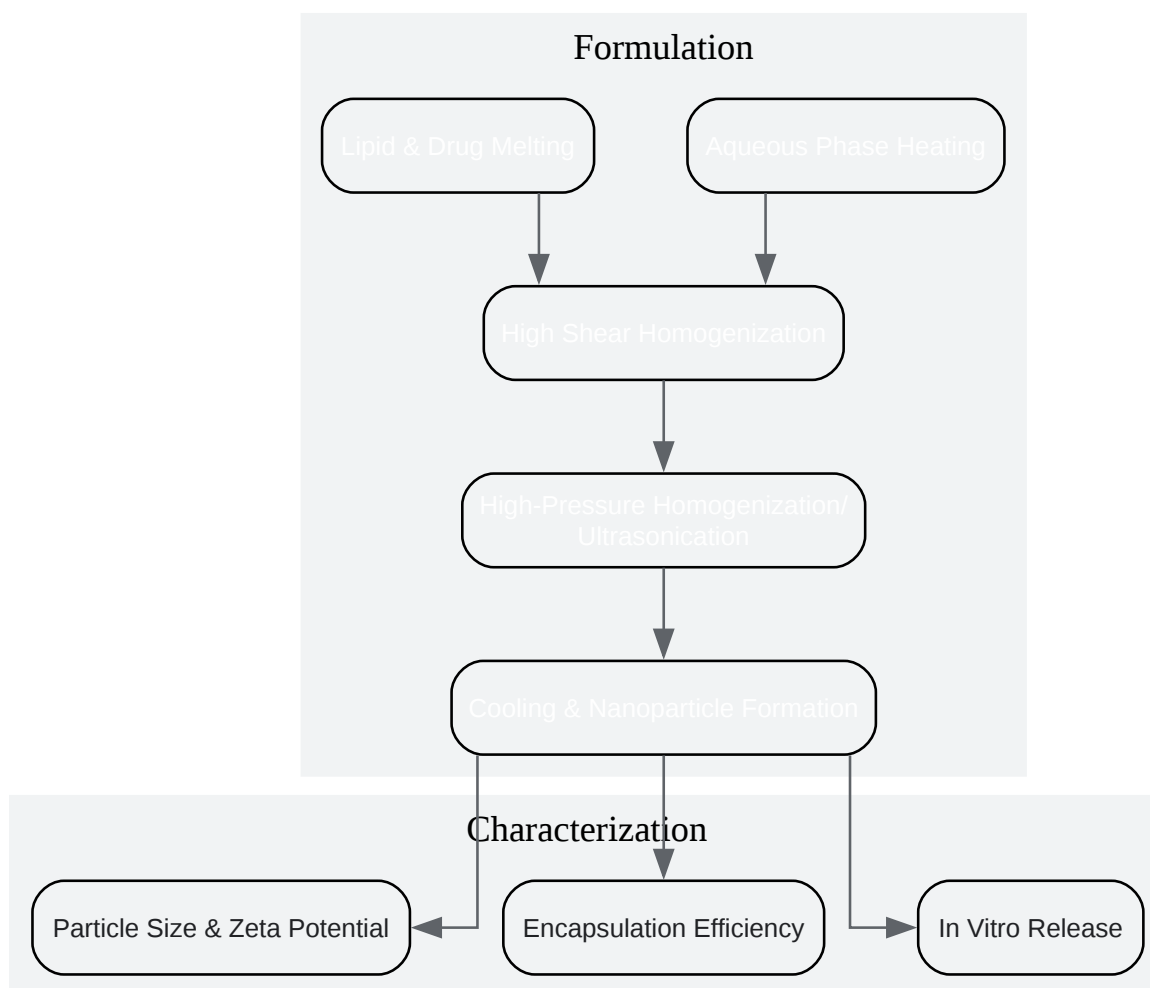 Formulation
Lipid & Drug Melting
Aqueous Phase Heating
High Shear Homogenization
High-Pressure Homogenization/
Ultrasonication
Cooling & Nanoparticle Formation
Characterization
Particle Size & Zeta Potential
Encapsulation Efficiency
In Vitro Release